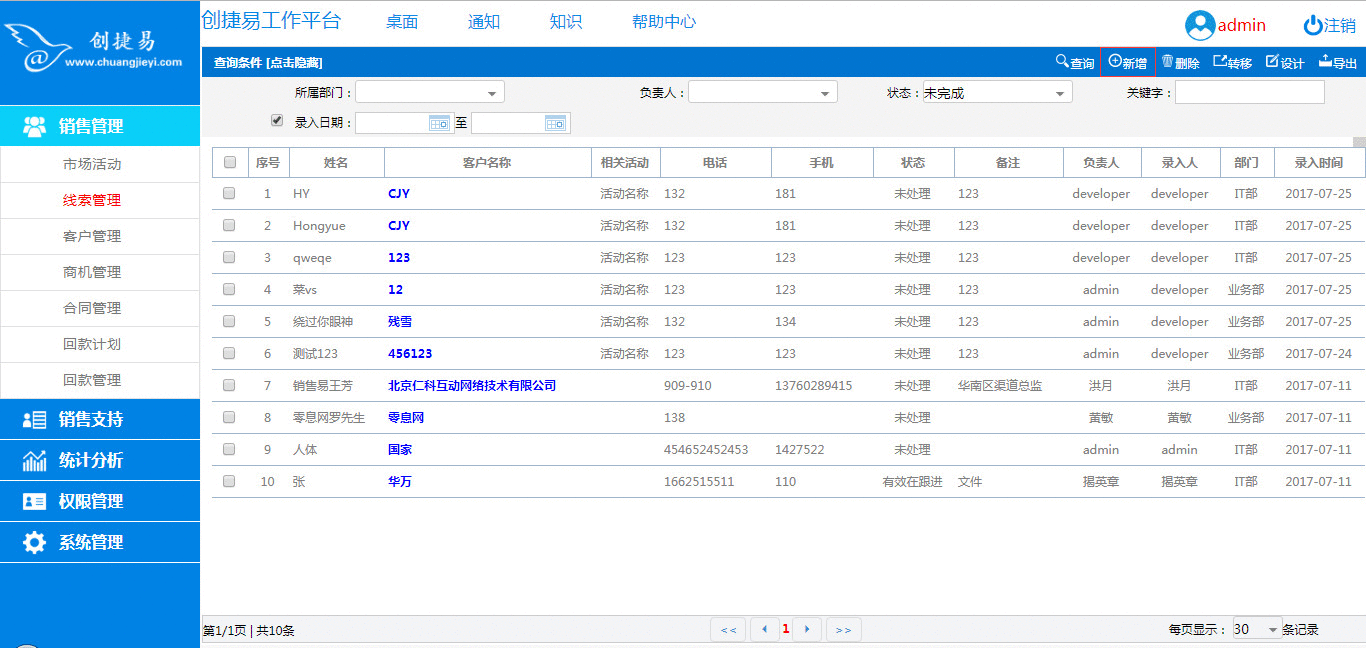 创捷易
www.chuangjieyi.com
创捷易工作平台 桌面 通知 知识 帮助中心 admin 注销
查询条件 [点击隐藏] 查询 新增 删除 转移 设计 导出
所属部门： 负责人： 状态：未完成 关键字：
录入日期： 至
销售管理
市场活动
线索管理
客户管理
商机管理
合同管理
回款计划
回款管理
销售支持
统计分析
权限管理
系统管理
序号 姓名 客户名称 相关活动 电话 手机 状态 备注 负责人 录入人 部门 录入时间
1 HY CJY 活动名称 132 181 未处理 123 developer developer IT部 2017-07-25
2 Hongyue CJY 活动名称 132 181 未处理 123 developer developer IT部 2017-07-25
3 qweqe 123 活动名称 123 123 未处理 123 developer developer IT部 2017-07-25
4 菜vs 12 活动名称 123 123 未处理 123 admin developer 业务部 2017-07-25
5 绕过你眼神 残雪 活动名称 132 134 未处理 123 admin developer 业务部 2017-07-25
6 测试123 456123 活动名称 123 123 未处理 123 admin developer 业务部 2017-07-24
7 销售易王芳 北京仁科互动网络技术有限公司 909-910 13760289415 未处理 华南区渠道总监 洪月 洪月 IT部 2017-07-11
8 零息网罗先生 零息网 138 未处理 黄敏 黄敏 业务部 2017-07-11
9 人体 国家 454652452453 1427522 未处理 admin admin IT部 2017-07-11
10 张 华万 1662515511 110 有效在跟进 文件 揭英章 揭英章 IT部 2017-07-11
第1/1页 | 共10条 << 1 >> 每页显示： 30 条记录